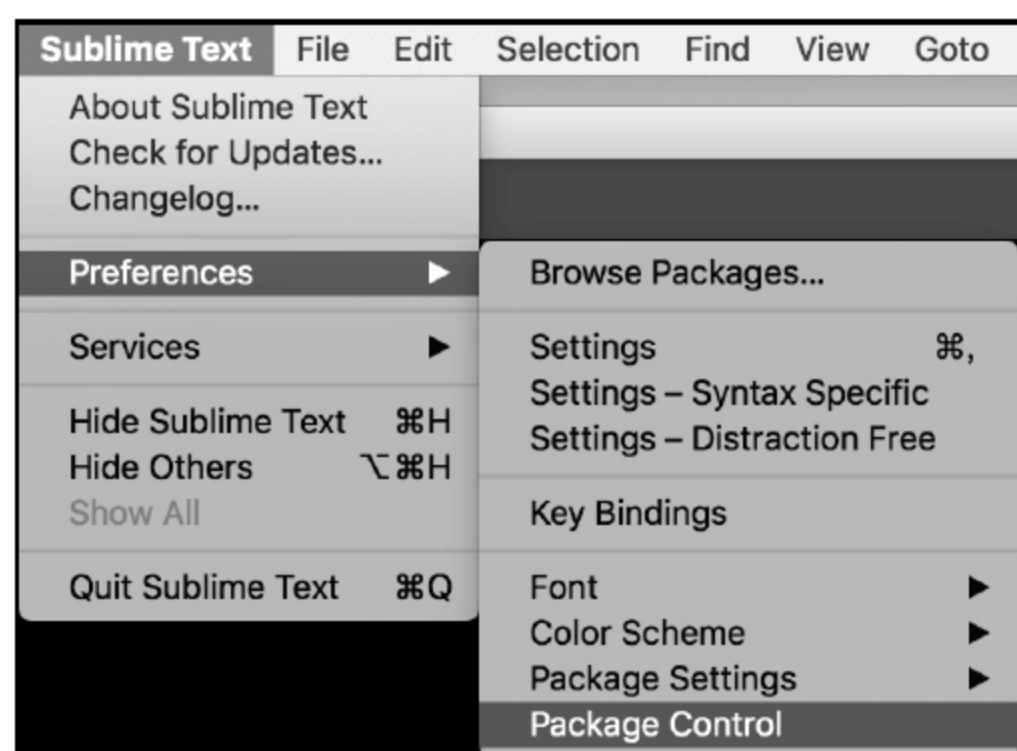 Sublime Text File Edit Selection Find View Goto
About Sublime Text
Check for Updates...
Changelog...
Preferences ▶
Services ▶
Hide Sublime Text ⌘H
Hide Others ⌥⌘H
Show All
Quit Sublime Text ⌘Q
Browse Packages...
Settings ⌘,
Settings – Syntax Specific
Settings – Distraction Free
Key Bindings
Font ▶
Color Scheme ▶
Package Settings ▶
Package Control